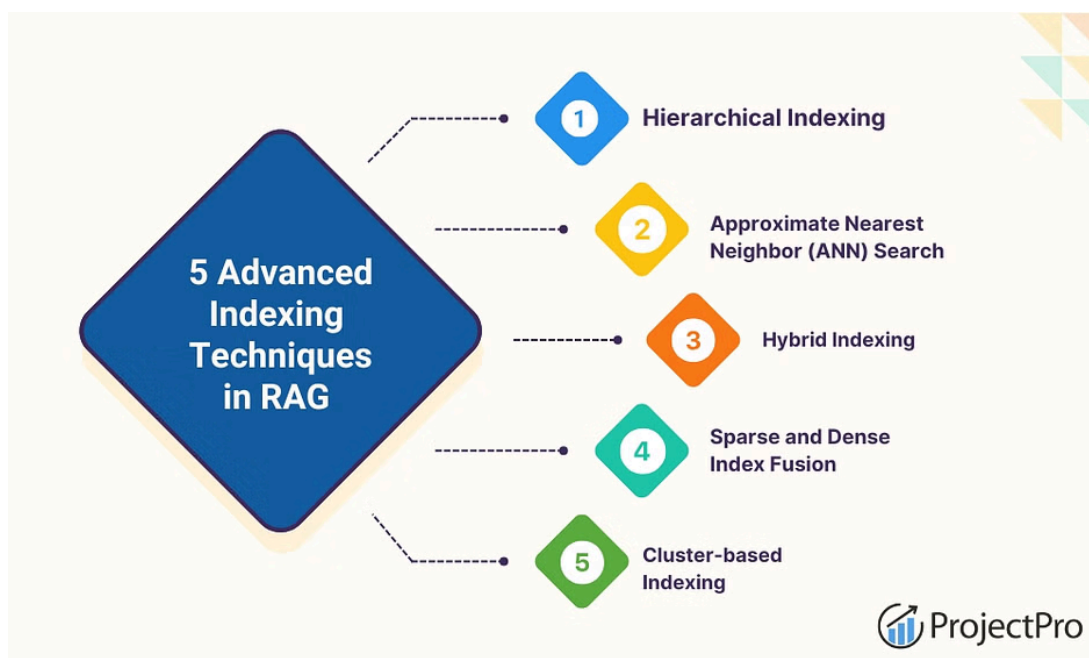 5 Advanced
Indexing
Techniques
in RAG
1
Hierarchical Indexing
2
Approximate Nearest
Neighbor (ANN) Search
3
Hybrid Indexing
4
Sparse and Dense
Index Fusion
5
Cluster-based
Indexing
ProjectPro